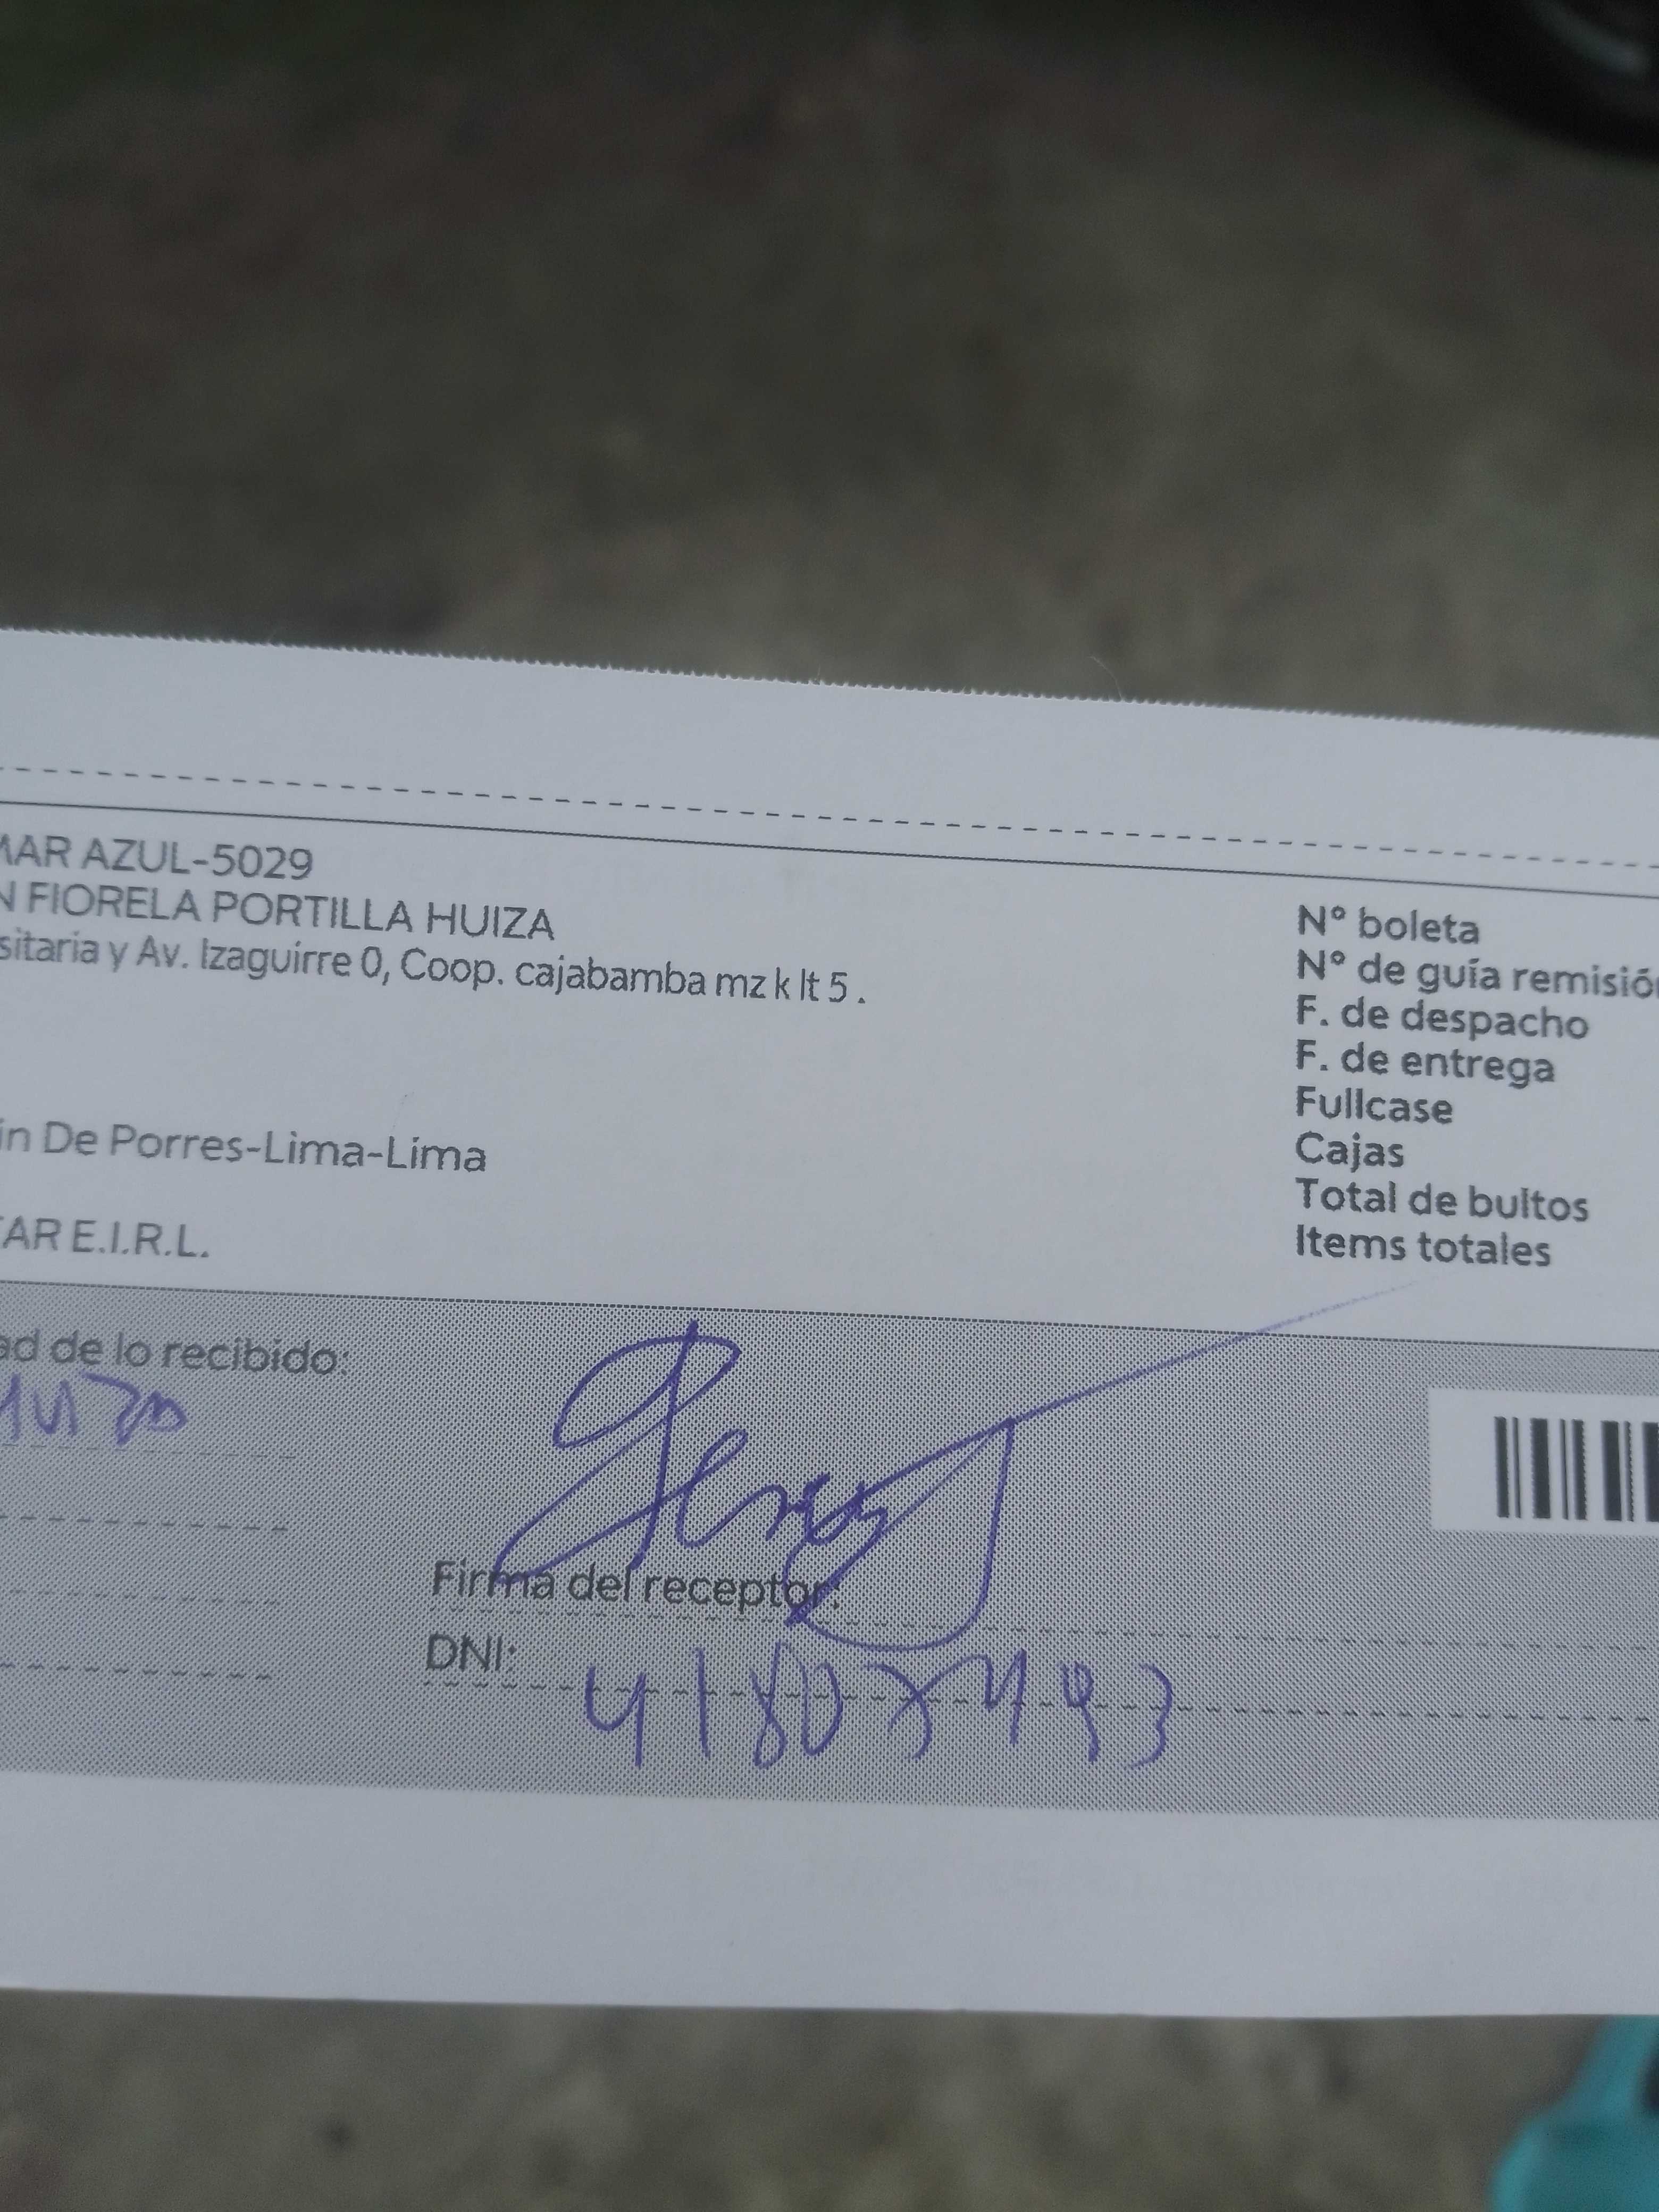 MAR AZUL-5029
N FIORELA PORTILLA HUIZA
sitaria y Av. Izaguirre 0, Coop. cajabamba mz k lt 5 .
in De Porres-Lima-Lima
TAR E.I.R.L.
N° boleta
N° de guía remisión
F. de despacho
F. de entrega
Fullcase
Cajas
Total de bultos
Items totales
ad de lo recibido:
Firma del receptor:
DNI: